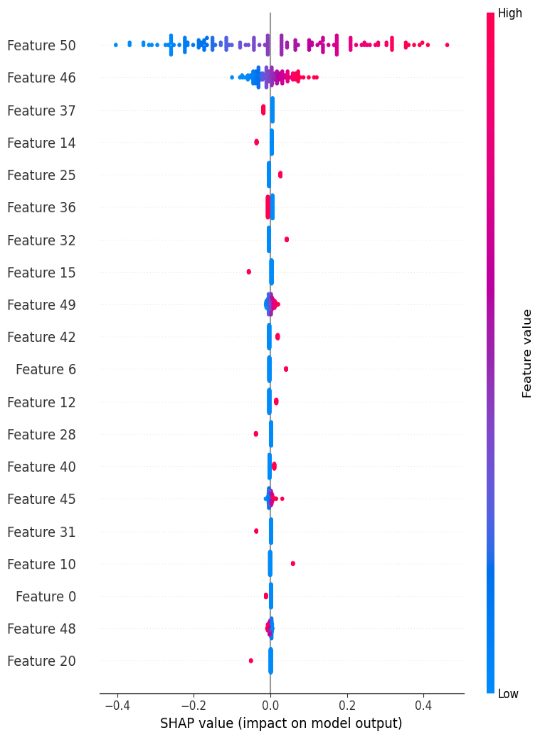 High
Feature 50
Feature 46
Feature 37
Feature 14
Feature 25
Feature 36
Feature 32
Feature 15
Feature 49
Feature 42
Feature 6
Feature 12
Feature 28
Feature 40
Feature 45
Feature 31
Feature 10
Feature 0
Feature 48
Feature 20
Feature value
Low
−0.4 −0.2 0.0 0.2 0.4
SHAP value (impact on model output)